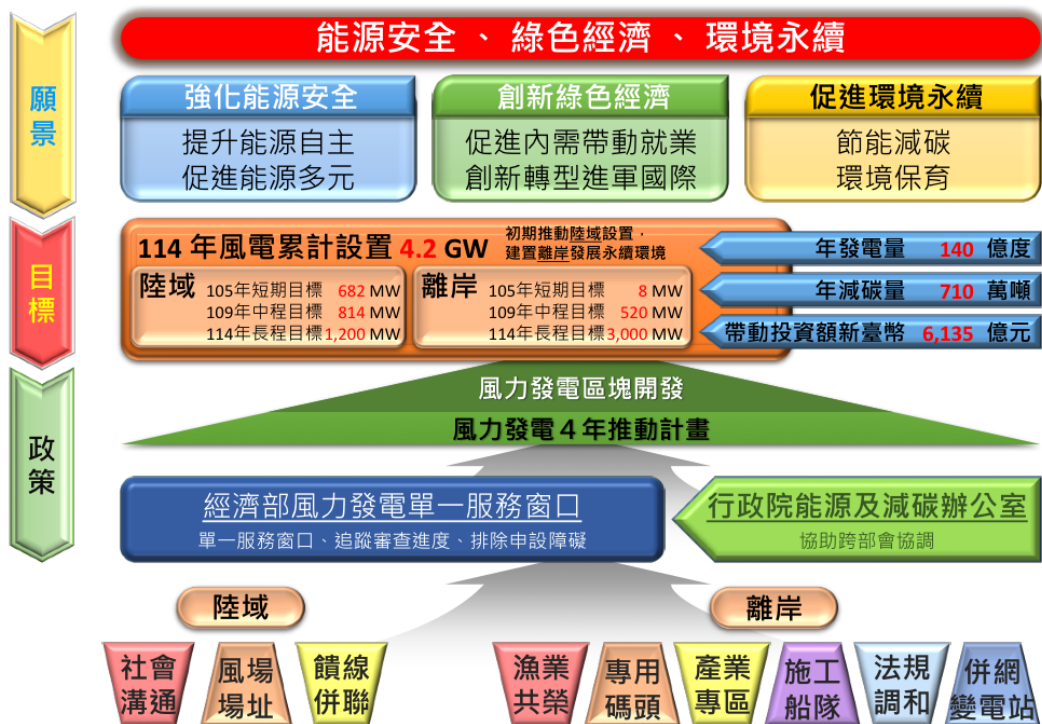 願景
能源安全、綠色經濟、環境永續
強化能源安全
提升能源自主
促進能源多元
創新綠色經濟
促進內需帶動就業
創新轉型進軍國際
促進環境永續
節能減碳
環境保育
目標
114 年風電累計設置 4.2 GW
初期推動陸域設置，
建置離岸發展永續環境
陸域
105年短期目標 682 MW
109年中程目標 814 MW
114年長程目標 1,200 MW
離岸
105年短期目標 8 MW
109年中程目標 520 MW
114年長程目標 3,000 MW
年發電量 140 億度
年減碳量 710 萬噸
帶動投資額新臺幣 6,135 億元
政策
風力發電區塊開發
風力發電4年推動計畫
經濟部風力發電單一服務窗口
單一服務窗口、追蹤審查進度、排除申設障礙
行政院能源及減碳辦公室
協助跨部會協調
陸域
社會
溝通
風場
場址
饋線
併聯
離岸
漁業
共榮
專用
碼頭
產業
專區
施工
船隊
法規
調和
併網
變電站